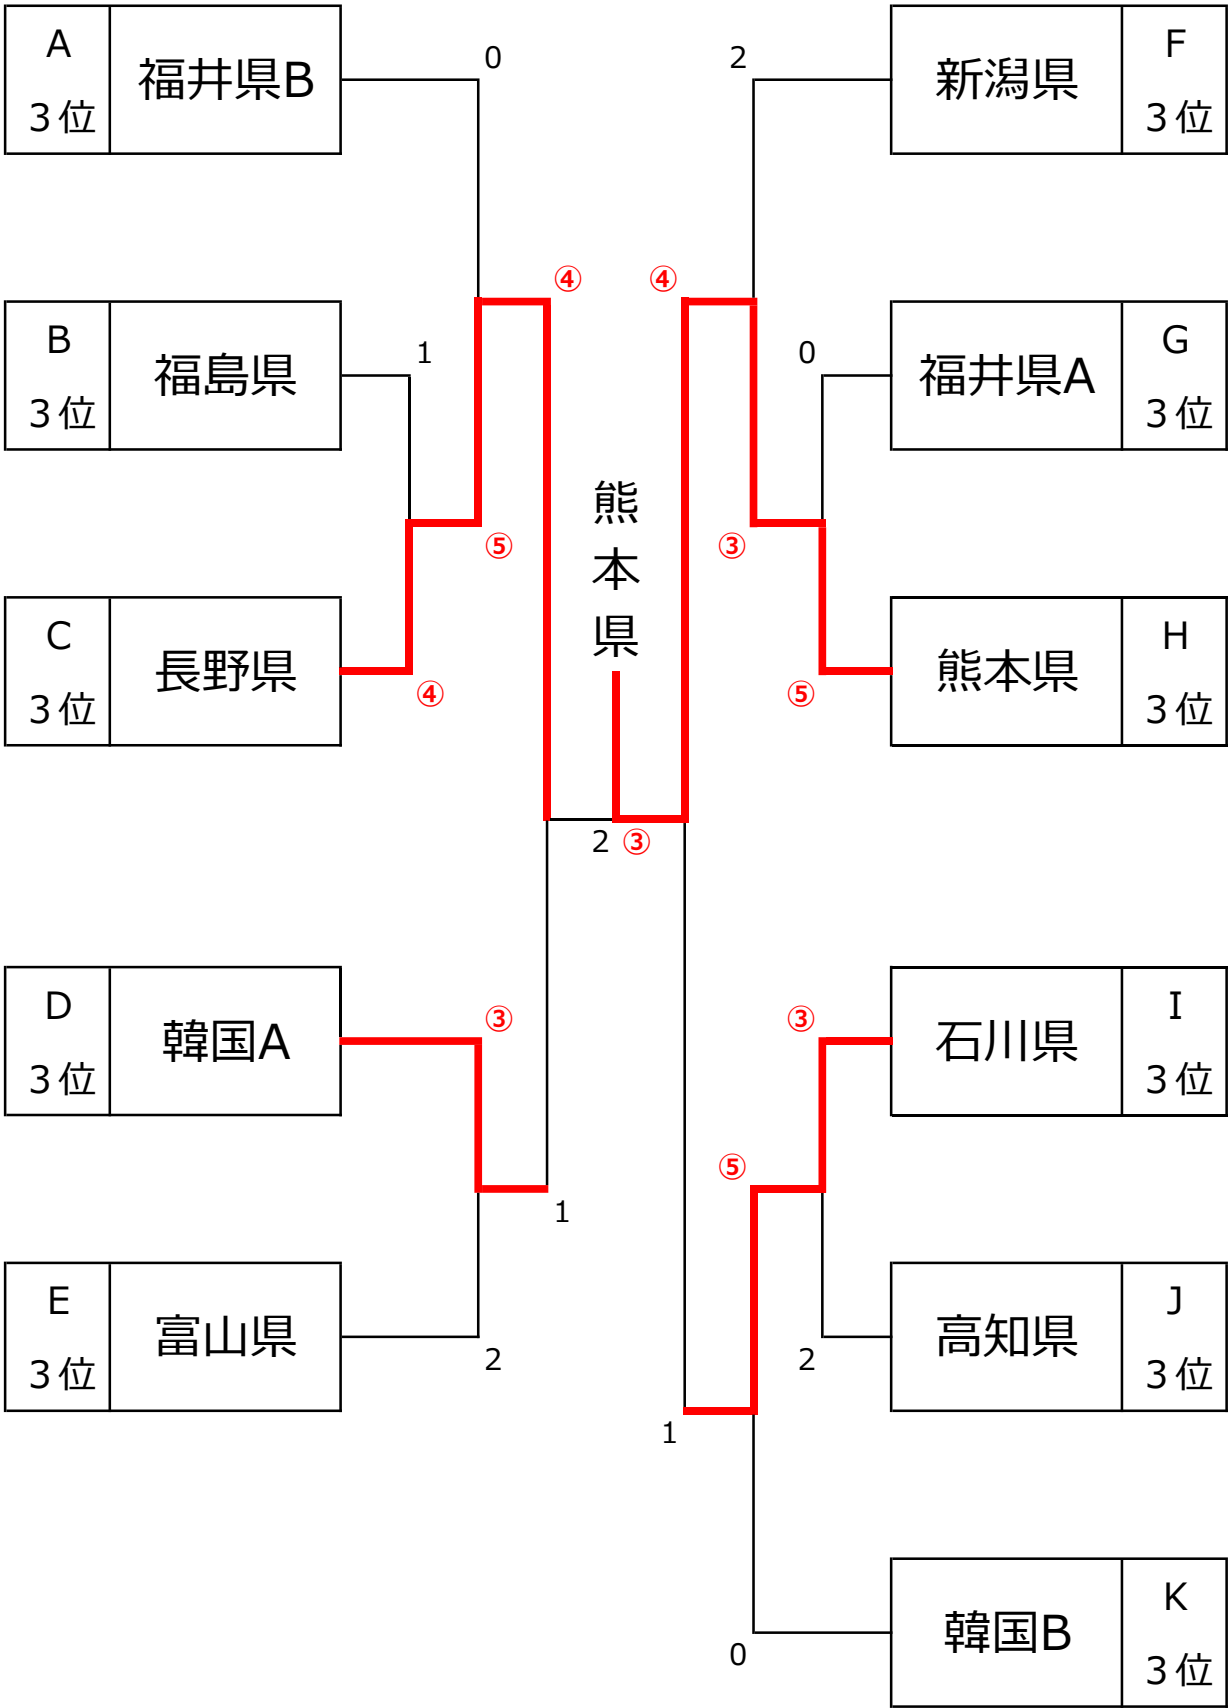 A
３位
福井県B
0
2
新潟県
F
３位
④
④
B
３位
福島県
1
0
福井県A
G
３位
熊本県
⑤
③
C
３位
長野県
④
⑤
熊本県
H
３位
2
③
D
３位
韓国A
③
③
石川県
I
３位
⑤
1
E
３位
富山県
2
2
高知県
J
３位
1
韓国B
K
３位
0